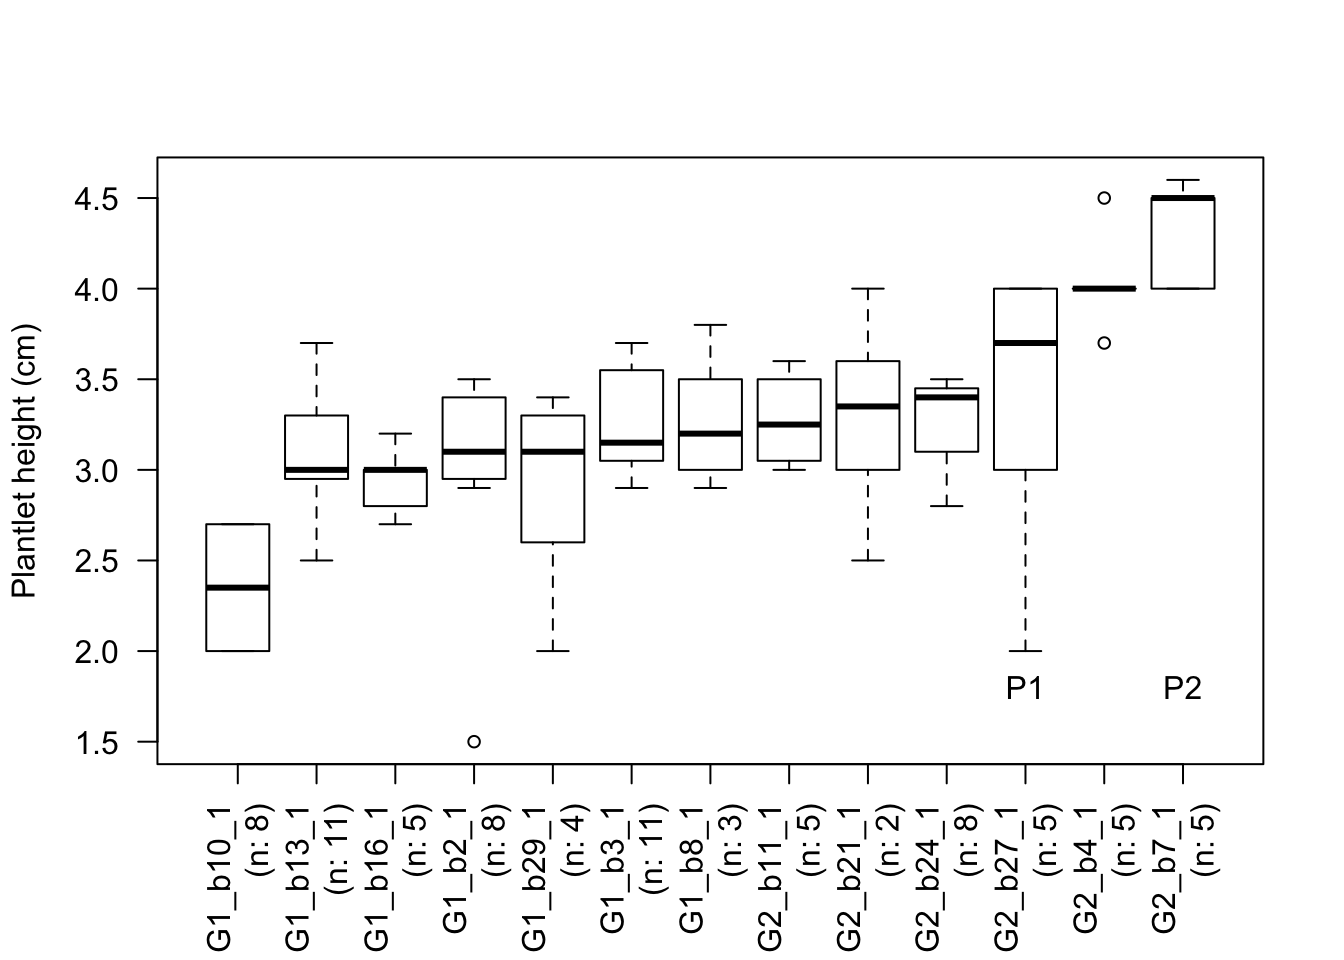 Plantlet height (cm)
4.5
4.0
3.5
3.0
2.5
2.0
1.5
P1
P2
G1_b10_1
(n: 8)
G1_b13_1
(n: 11)
G1_b16_1
(n: 5)
G1_b2_1
(n: 8)
G1_b29_1
(n: 4)
G1_b3_1
(n: 11)
G1_b8_1
(n: 3)
G2_b11_1
(n: 5)
G2_b21_1
(n: 2)
G2_b24_1
(n: 8)
G2_b27_1
(n: 5)
G2_b4_1
(n: 5)
G2_b7_1
(n: 5)